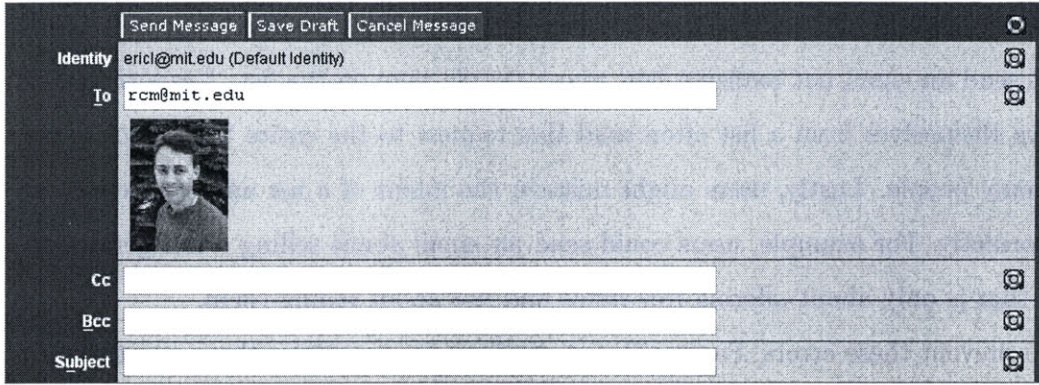 Send Message Save Draft Cancel Message
Identity ericl@mit.edu (Default Identity)
To rcm@mit.edu
Cc
Bcc
Subject